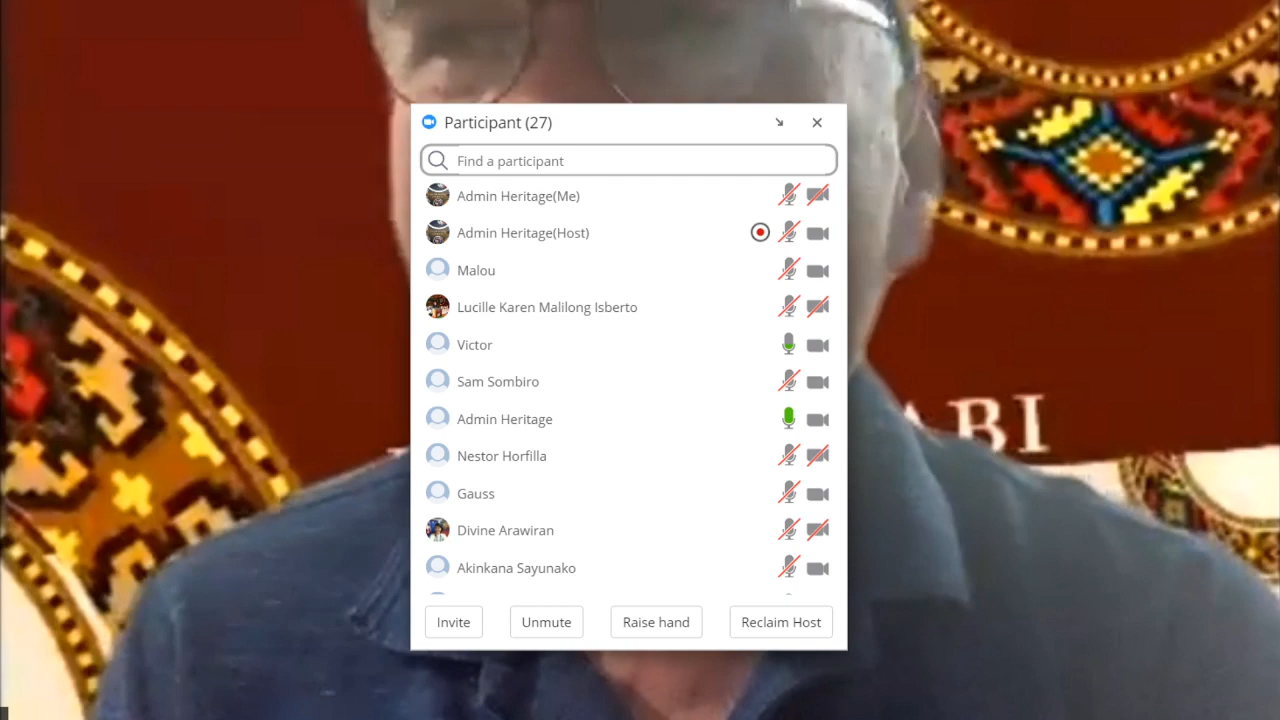 Participant (27)
Find a participant
Admin Heritage(Me)
Admin Heritage(Host)
Malou
Lucille Karen Malilong Isberto
Victor
Sam Sombiro
Admin Heritage
Nestor Horfilla
Gauss
Divine Arawiran
Akinkana Sayunako
Invite
Unmute
Raise hand
Reclaim Host